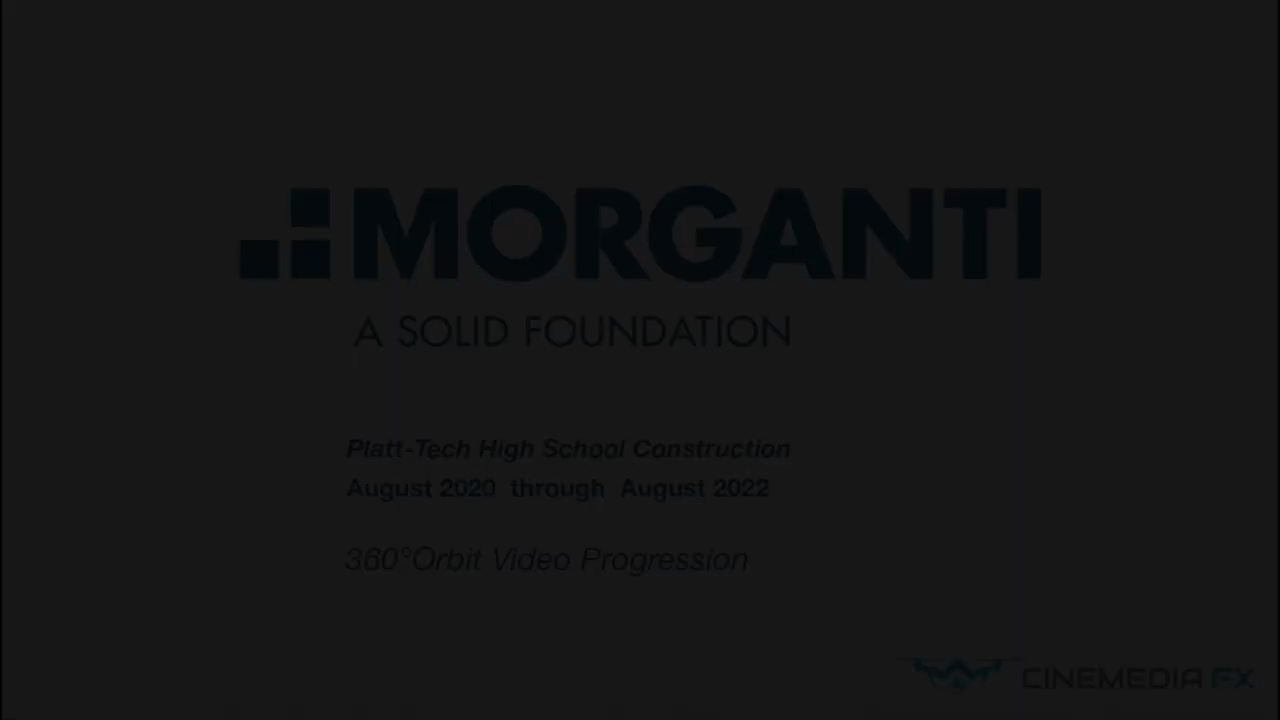 MORGANTI
A SOLID FOUNDATION
Platt-Tech High School Construction
August 2020 through August 2022
360°Orbit Video Progression
CINEMEDIA FX